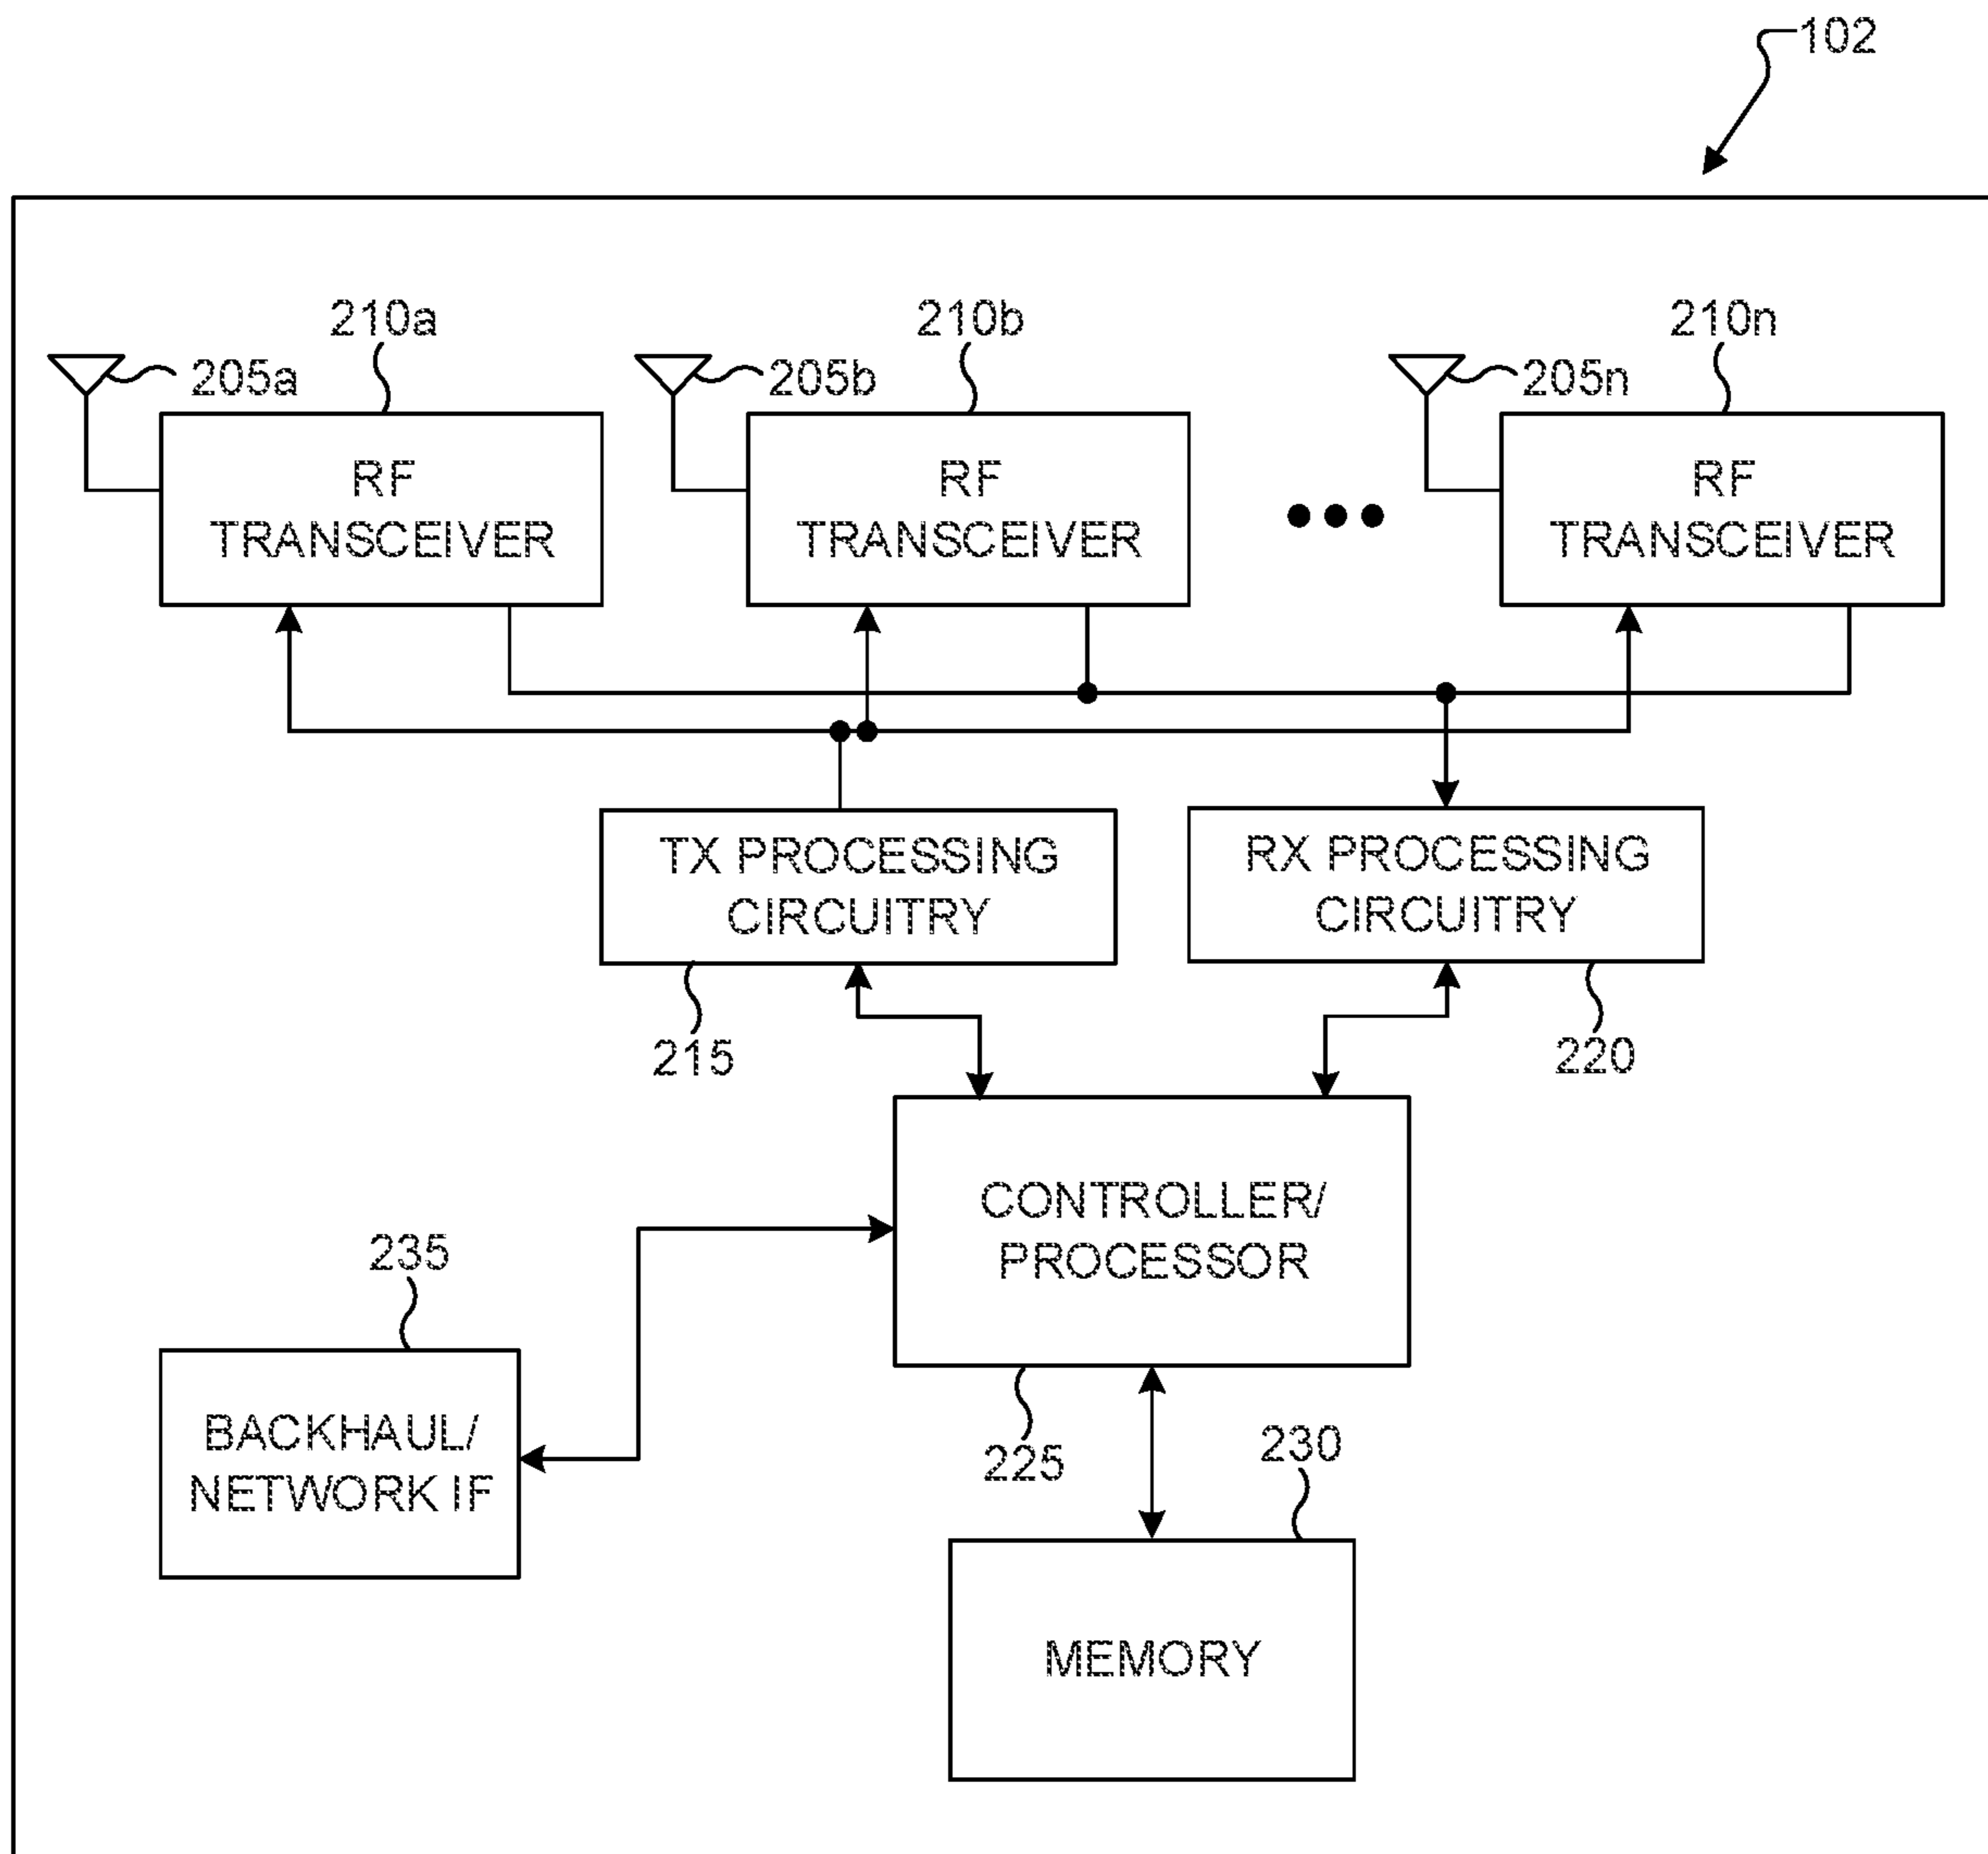 102
210a
210b
210n
205a
205b
205n
RF
TRANSCEIVER
RF
TRANSCEIVER
RF
TRANSCEIVER
TX PROCESSING
CIRCUITRY
RX PROCESSING
CIRCUITRY
215
220
CONTROLLER/
PROCESSOR
235
BACKHAUL/
NETWORK IF
225
230
MEMORY